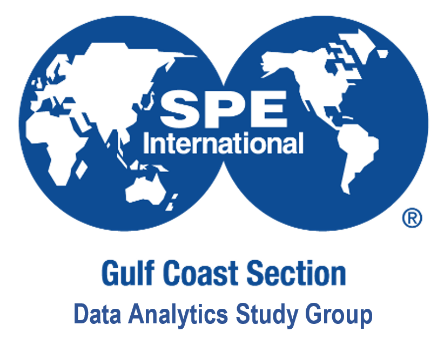 SPE
International
®
Gulf Coast Section
Data Analytics Study Group